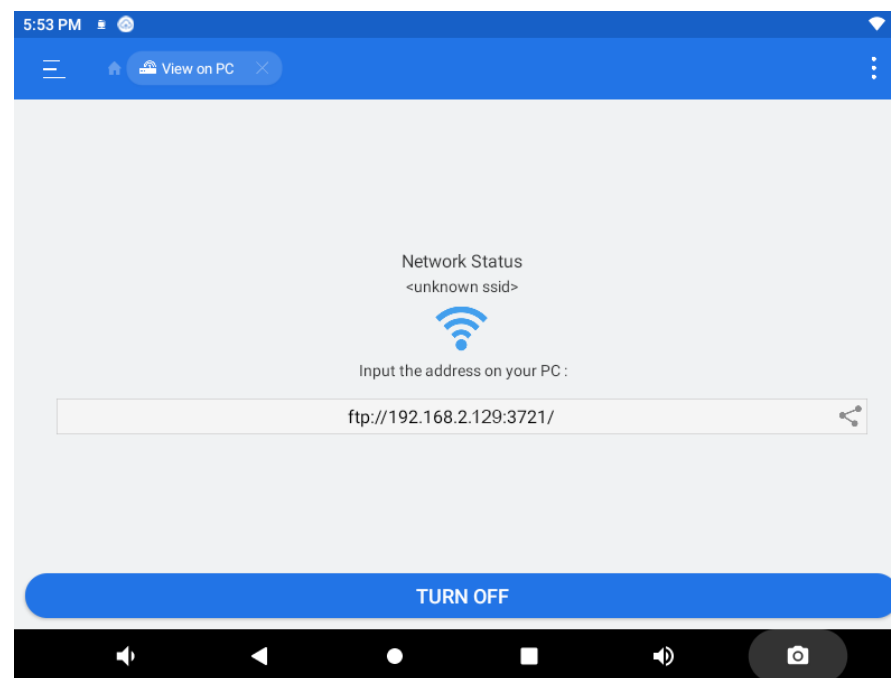 5:53 PM
View on PC
Network Status
<unknown ssid>
Input the address on your PC :
ftp://192.168.2.129:3721/
TURN OFF